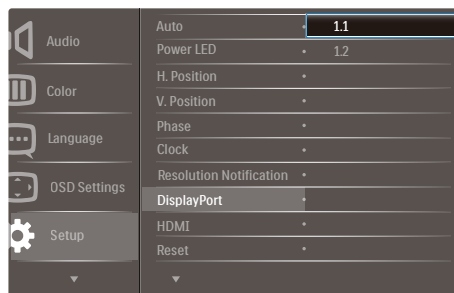 Audio
Color
Language
OSD Settings
Setup
Auto
Power LED
H. Position
V. Position
Phase
Clock
Resolution Notification
DisplayPort
HDMI
Reset
1.1
1.2